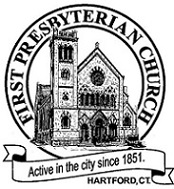 FIRST PRESBYTERIAN CHURCH
Active in the city since 1851.
HARTFORD, CT.